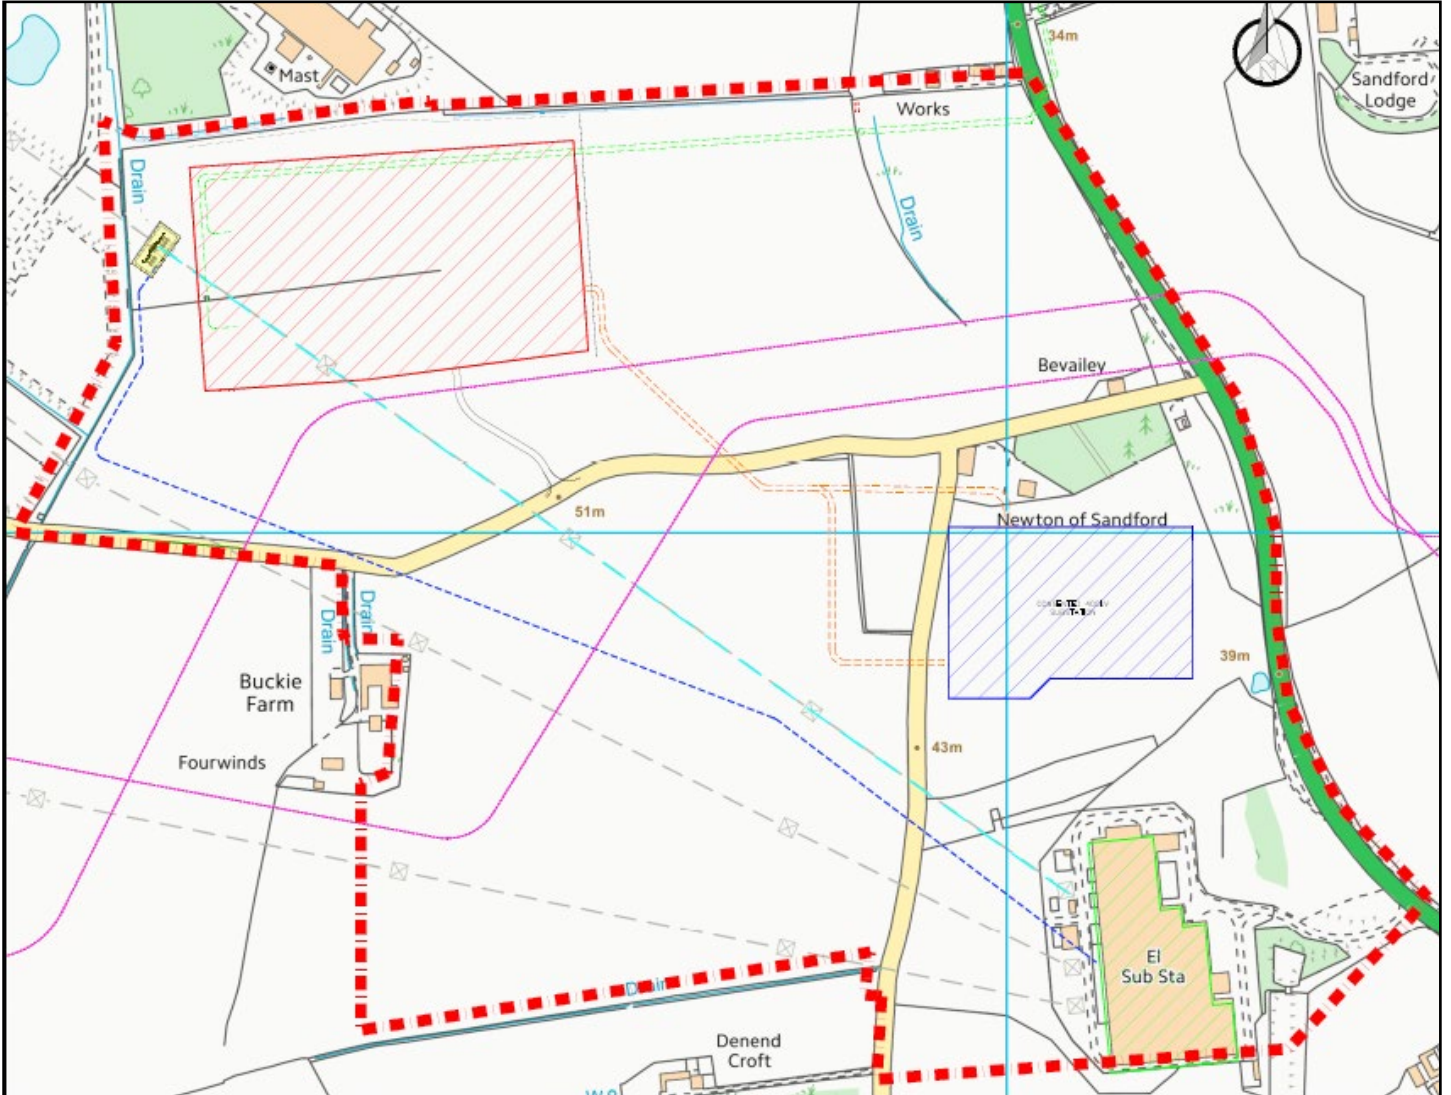 34m
Mast
Sandford
Lodge
Works
Drain
Drain
Bevailey
51m
Newton of Sandford
Drain
Drain
39m
Buckie
Farm
43m
Fourwinds
El
Sub Sta
Drain
Denend
Croft